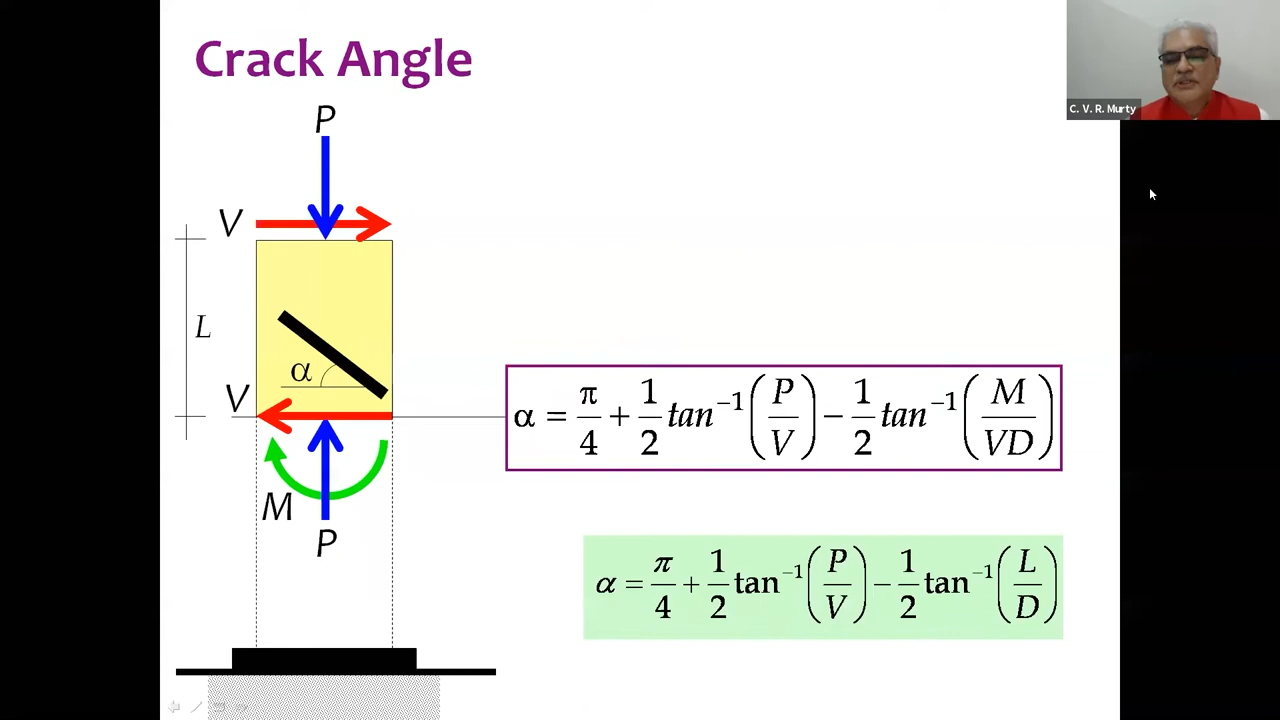 Crack Angle
C. V. R. Murty
P
V
L
α
V
M
P
α = π/4 + 1/2 tan⁻¹(P/V) − 1/2 tan⁻¹(M/VD)
α = π/4 + 1/2 tan⁻¹(P/V) − 1/2 tan⁻¹(L/D)